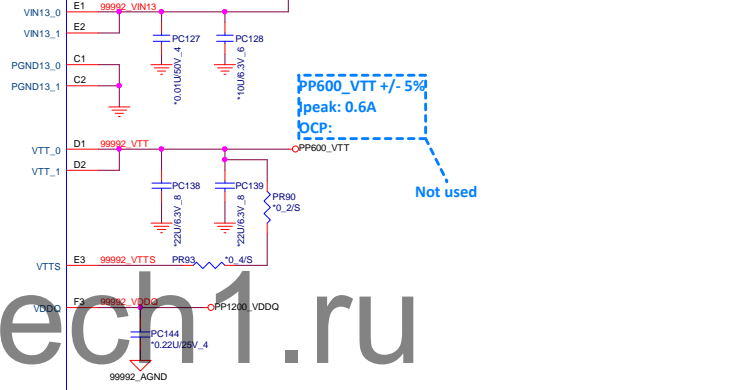 VIN13_0 E1 99992_VIN13
VIN13_1 E2
PC127 PC128
*0.01U/50V_4 *10U/6.3V_6
PGND13_0 C1
PGND13_1 C2
PP600_VTT +/- 5%
Ipeak: 0.6A
OCP:
VTT_0 D1 99992_VTT PP600_VTT
VTT_1 D2
Not used
PC138 PC139
*22U/6.3V_8 *22U/6.3V_8
PR90
*0_2/S
VTTS E3 99992_VTTS PR93 *0_4/S
VDDQ F3 99992_VDDQ PP1200_VDDQ
PC144
*0.22U/25V_4
99992_AGND
ech1.ru